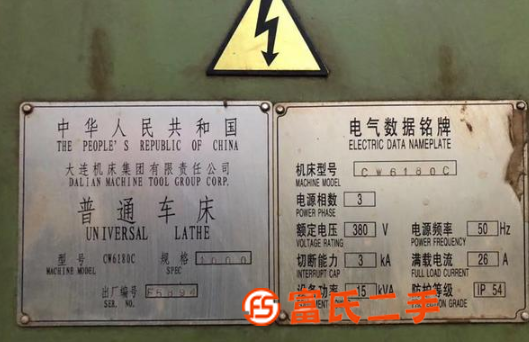 中华人民共和国
THE PEOPLE'S REPUBLIC OF CHINA
大连机床集团有限责任公司
DALIAN MACHINE TOOL GROUP CORP.
普通车床
UNIVERSAL LATHE
型号 CW6180C 规格 1000
MACHINE MODEL SPEC
出厂编号
SER. NO.
电气数据铭牌
ELECTRIC DATA NAMEPLATE
机床型号 CW6180C
MACHINE MODEL
电源相数 3
POWER PHASE
额定电压 380 V 电源频率 50 Hz
VOLTAGE RATING POWER FREQUENCY
切断能力 3 kA 满载电流 26 A
INTERRUPT CAP FULL LOAD CURRENT
设备功率 15 kVA 防护等级 IP 54
富氏二手